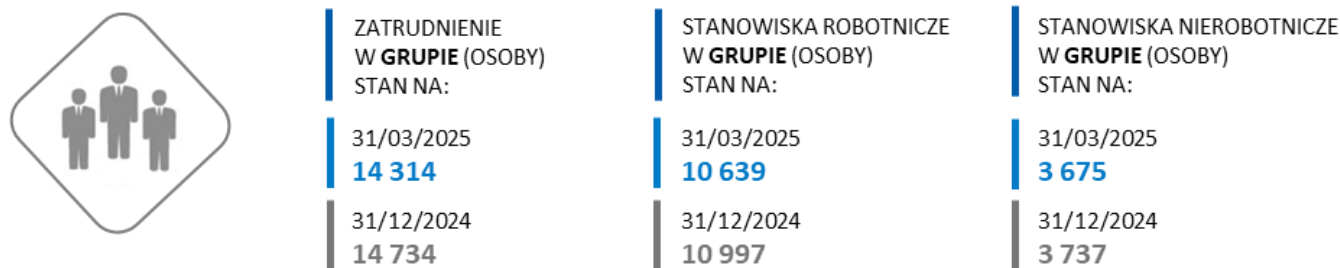 ZATRUDNIENIE
W GRUPIE (OSOBY)
STAN NA:
31/03/2025
14 314
31/12/2024
14 734
STANOWISKA ROBOTNICZE
W GRUPIE (OSOBY)
STAN NA:
31/03/2025
10 639
31/12/2024
10 997
STANOWISKA NIEROBOTNICZE
W GRUPIE (OSOBY)
STAN NA:
31/03/2025
3 675
31/12/2024
3 737